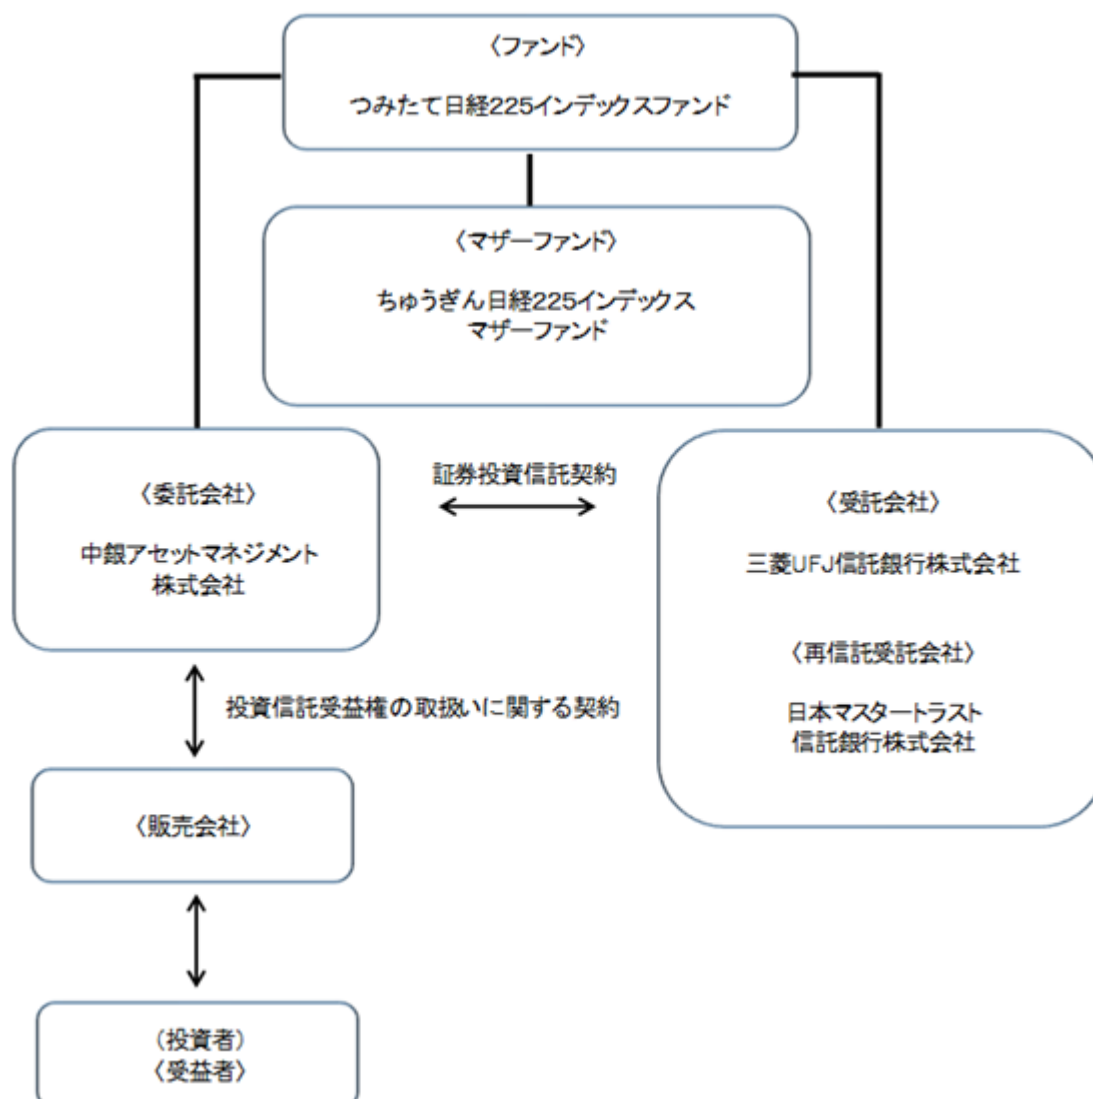 〈ファンド〉
つみたて日経225インデックスファンド
〈マザーファンド〉
ちゅうぎん日経225インデックス
マザーファンド
〈委託会社〉
中銀アセットマネジメント
株式会社
証券投資信託契約
〈受託会社〉
三菱UFJ信託銀行株式会社
〈再信託受託会社〉
日本マスタートラスト
信託銀行株式会社
投資信託受益権の取扱いに関する契約
〈販売会社〉
(投資者)
〈受益者〉